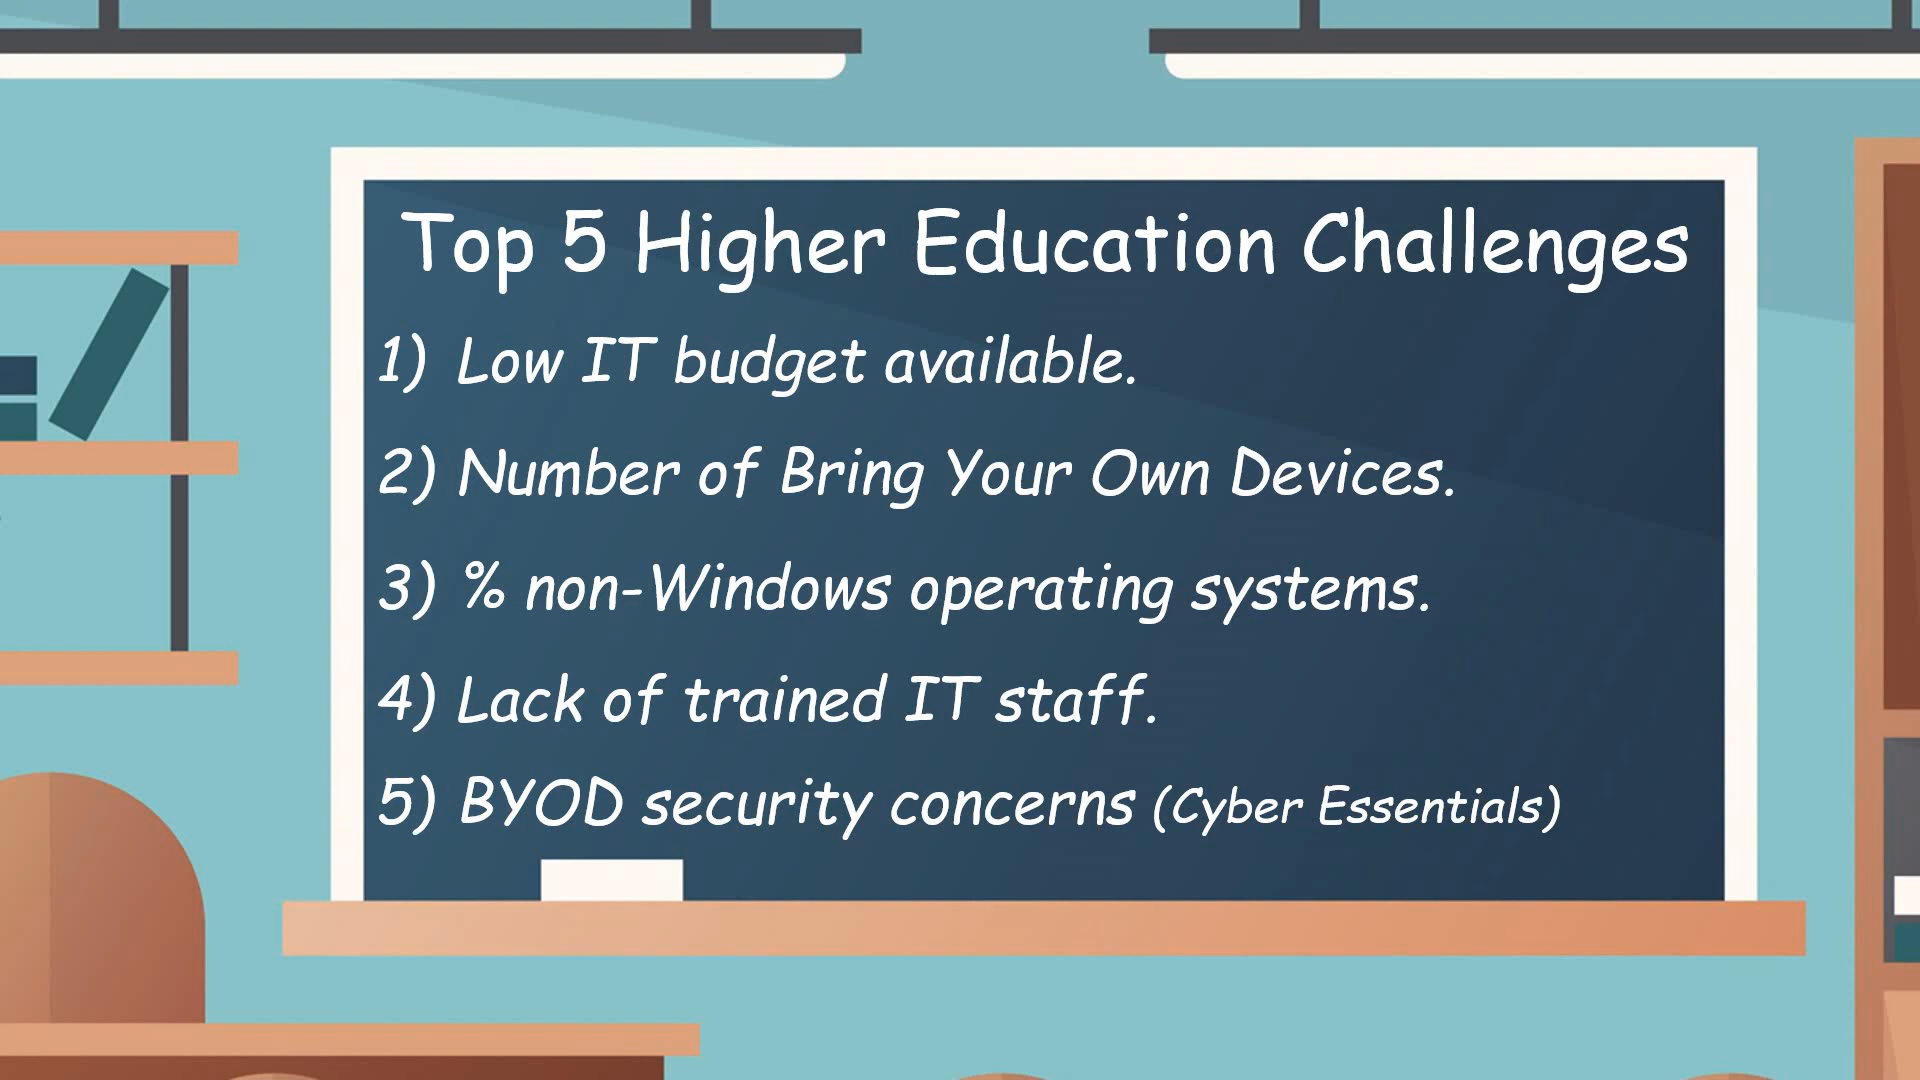 Top 5 Higher Education Challenges
1) Low IT budget available.
2) Number of Bring Your Own Devices.
3) % non-Windows operating systems.
4) Lack of trained IT staff.
5) BYOD security concerns (Cyber Essentials)